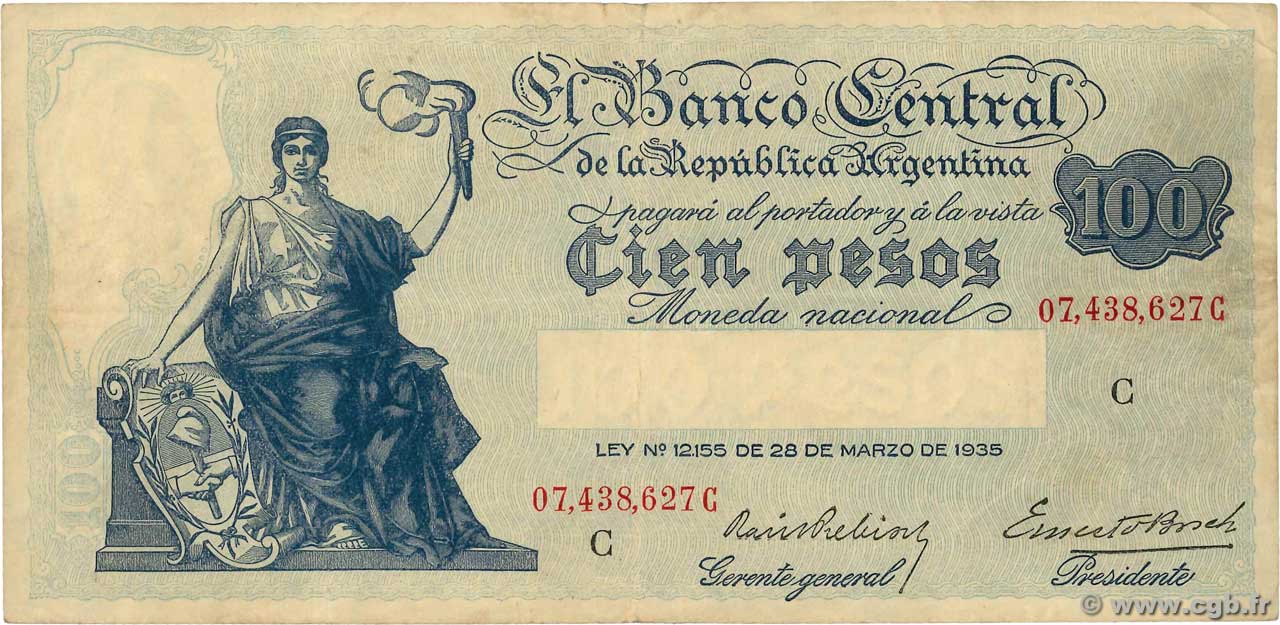 El Banco Central
de la República Argentina
pagará al portador y á la vista
100
Cien pesos
Moneda nacional
07,438,627C
C
LEY Nº 12.155 DE 28 DE MARZO DE 1935
100
07,438,627C
C
Raúl Prebisch
Ernesto Bosch
Gerente general
Presidente
© www.cgb.fr